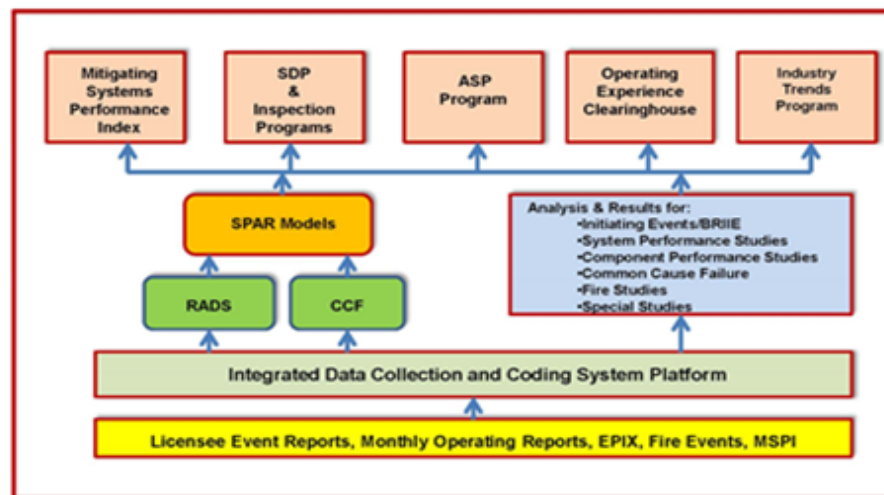 Mitigating
Systems
Performance
Index
SDP
&
Inspection
Programs
ASP
Program
Operating
Experience
Clearinghouse
Industry
Trends
Program
SPAR Models
Analysis & Results for:
•Initiating Events/BRIIE
•System Performance Studies
•Component Performance Studies
•Common Cause Failure
•Fire Studies
•Special Studies
RADS
CCF
Integrated Data Collection and Coding System Platform
Licensee Event Reports, Monthly Operating Reports, EPIX, Fire Events, MSPI